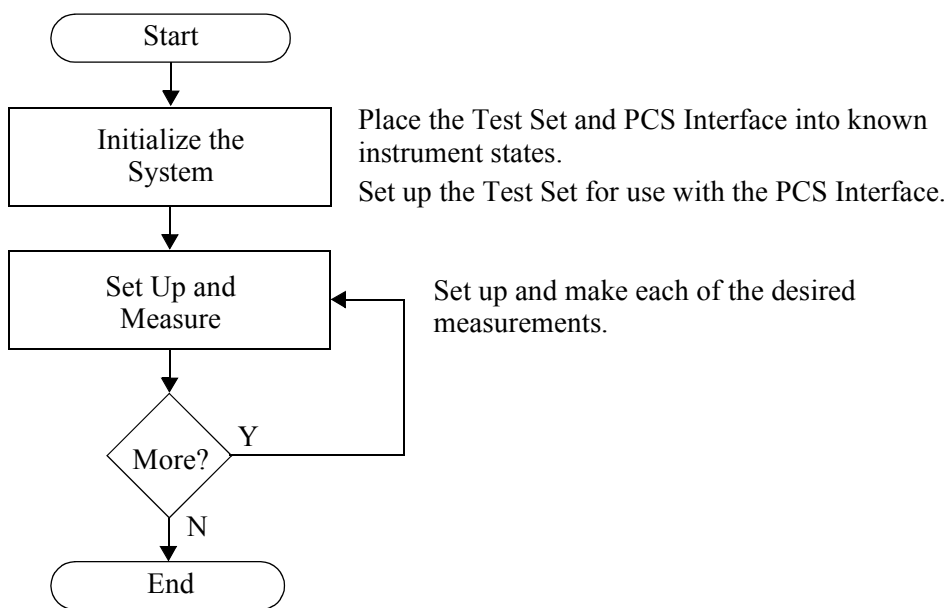 Start
Initialize the
System
Place the Test Set and PCS Interface into known
instrument states.
Set up the Test Set for use with the PCS Interface.
Set Up and
Measure
Set up and make each of the desired
measurements.
More?
Y
N
End